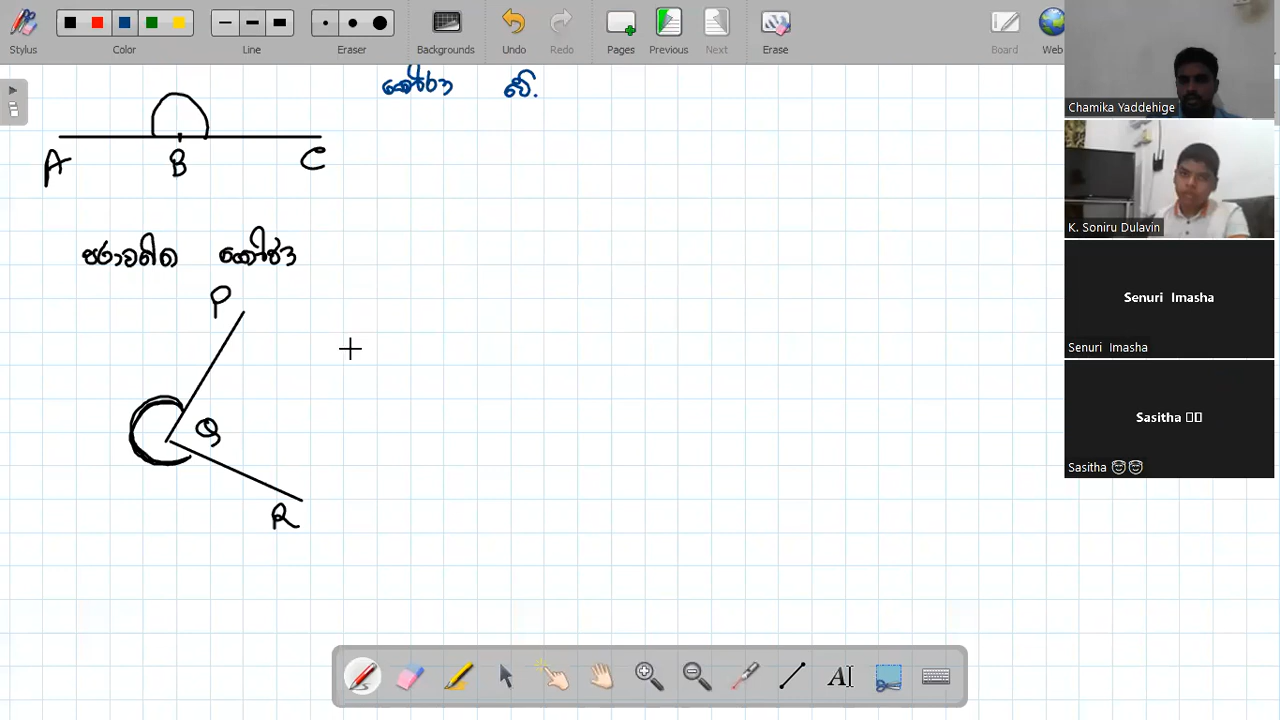 Stylus Color Line Eraser Backgrounds Undo Redo Pages Previous Next Erase Board Web
වේ.
A B C
පරාවර්ත කෝණ
P
Q
R
Chamika Yaddehige
K. Soniru Dulavin
Senuri Imasha
Senuri Imasha
Sasitha
Sasitha 😇😇